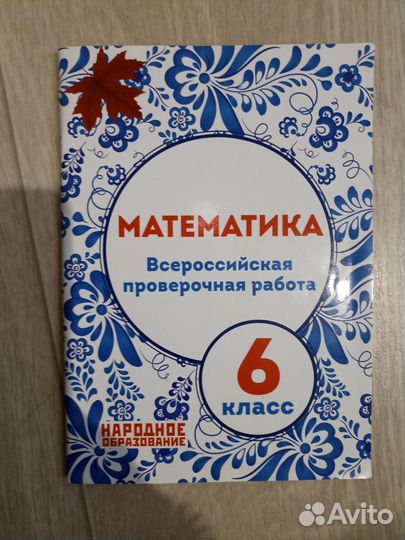 МАТЕМАТИКА
Всероссийская
проверочная работа
6
класс
НАРОДНОЕ
ОБРАЗОВАНИЕ
Avito